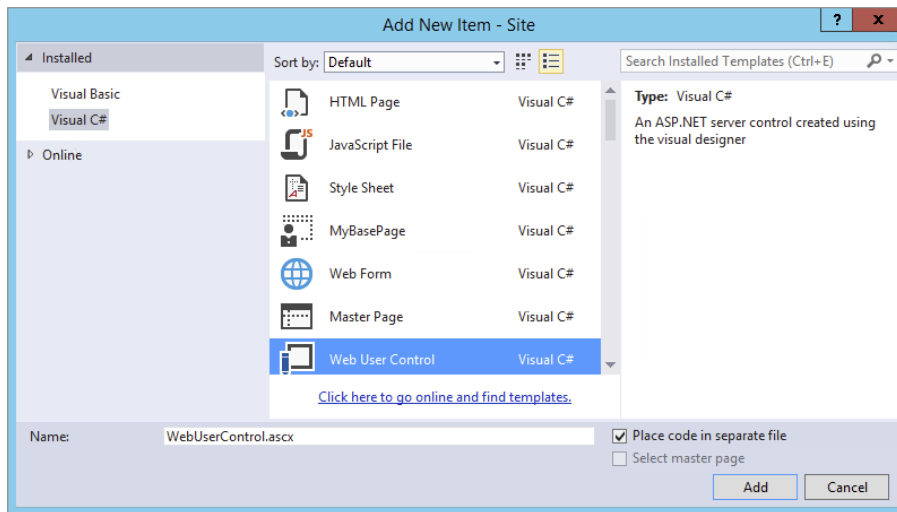 Add New Item - Site
? x
Installed
Visual Basic
Visual C#
Online
Sort by: Default
HTML Page Visual C#
JS
JavaScript File Visual C#
A
Style Sheet Visual C#
MyBasePage Visual C#
Web Form Visual C#
Master Page Visual C#
Web User Control Visual C#
Click here to go online and find templates.
Search Installed Templates (Ctrl+E)
Type: Visual C#
An ASP.NET server control created using
the visual designer
Name: WebUserControl.ascx
Place code in separate file
Select master page
Add Cancel